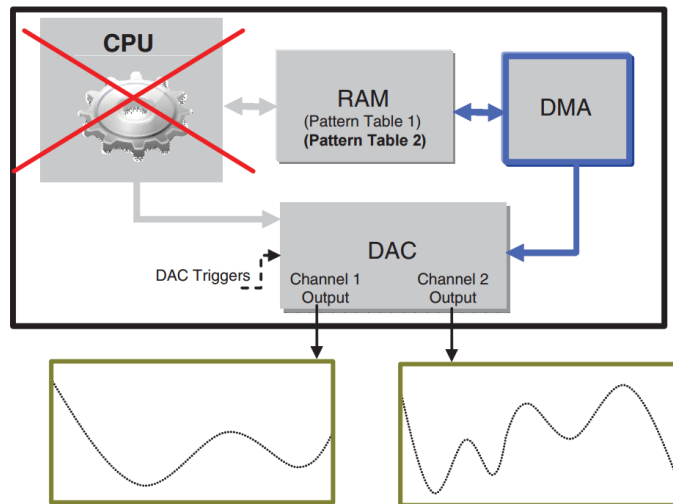 CPU
RAM
(Pattern Table 1)
(Pattern Table 2)
DMA
DAC
DAC Triggers
Channel 1
Output
Channel 2
Output